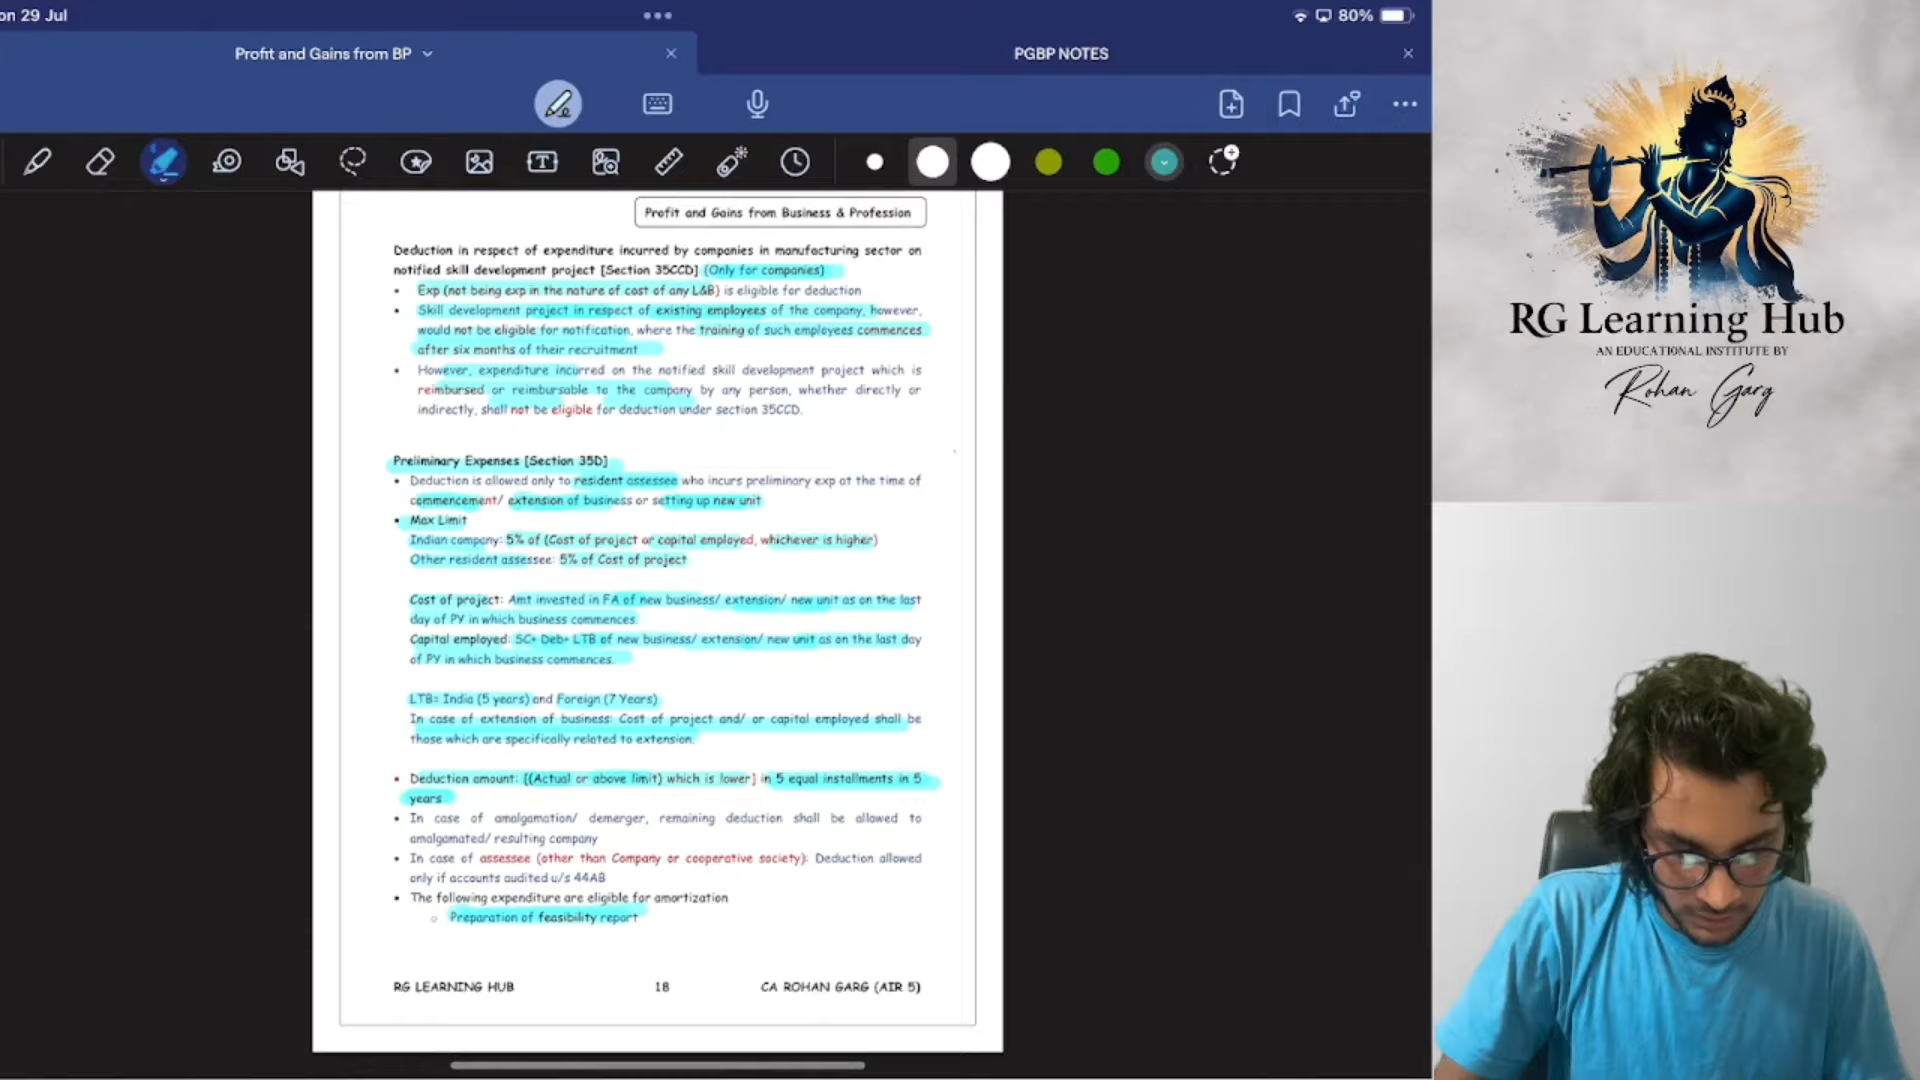 on 29 Jul
80%
Profit and Gains from BP
PGBP NOTES
Profit and Gains from Business & Profession
Deduction in respect of expenditure incurred by companies in manufacturing sector on
notified skill development project [Section 35CCD] (Only for companies)
• Exp (not being exp in the nature of cost of any L&B) is eligible for deduction
• Skill development project in respect of existing employees of the company, however,
would not be eligible for notification, where the training of such employees commences
after six months of their recruitment
• However, expenditure incurred on the notified skill development project which is
reimbursed or reimbursable to the company by any person, whether directly or
indirectly, shall not be eligible for deduction under section 35CCD.
Preliminary Expenses [Section 35D]
• Deduction is allowed only to resident assessee who incurs preliminary exp at the time of
commencement/ extension of business or setting up new unit
• Max Limit
Indian company: 5% of (Cost of project or capital employed, whichever is higher)
Other resident assessee: 5% of Cost of project
Cost of project: Amt invested in FA of new business/ extension/ new unit as on the last
day of PY in which business commences.
Capital employed: SC+ Deb+ LTB of new business/ extension/ new unit as on the last day
of PY in which business commences.
LTB= India (5 years) and Foreign (7 Years)
In case of extension of business: Cost of project and/ or capital employed shall be
those which are specifically related to extension.
• Deduction amount: [(Actual or above limit) which is lower] in 5 equal installments in 5
years
• In case of amalgamation/ demerger, remaining deduction shall be allowed to
amalgamated/ resulting company
• In case of assessee (other than Company or cooperative society): Deduction allowed
only if accounts audited u/s 44AB
• The following expenditure are eligible for amortization
o Preparation of feasibility report
RG LEARNING HUB 18 CA ROHAN GARG (AIR 5)
RG Learning Hub
AN EDUCATIONAL INSTITUTE BY
Rohan Garg